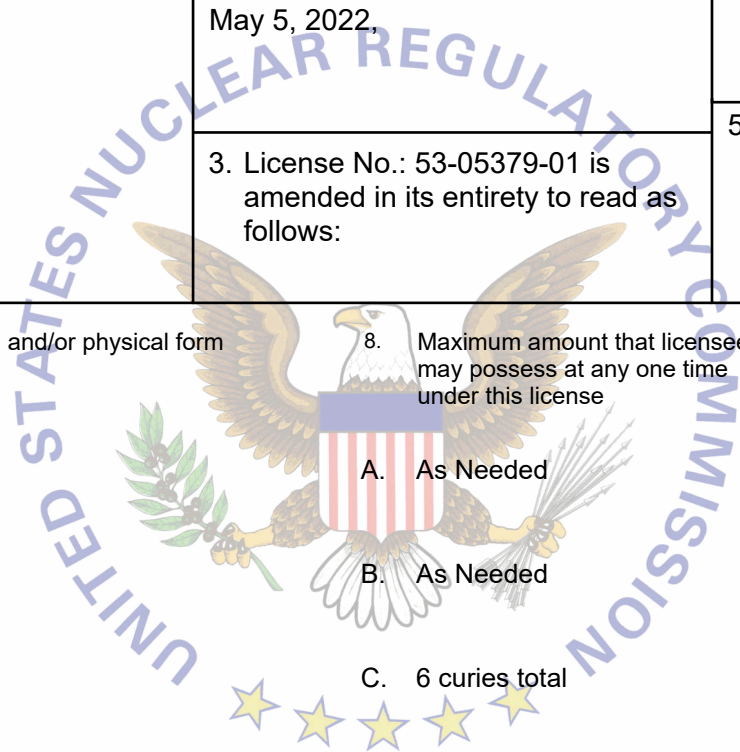 May 5, 2022,
5
3. License No.: 53-05379-01 is
amended in its entirety to read as
follows:
and/or physical form
8. Maximum amount that licensee
may possess at any one time
under this license
A. As Needed
B. As Needed
C. 6 curies total
UNITED STATES NUCLEAR REGULATORY COMMISSION